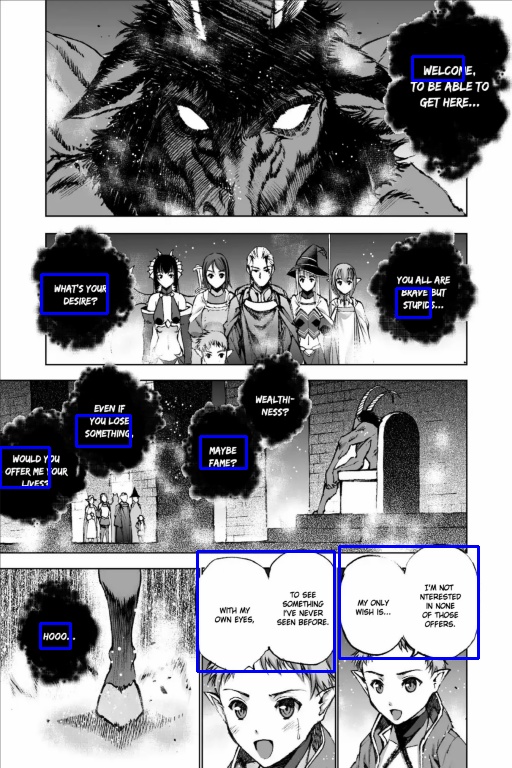 WELCOME,
TO BE ABLE TO
GET HERE...
YOU ALL ARE
BRAVE BUT
STUPIDS...
WHAT'S YOUR
DESIRE?
WEALTHI-
NESS?
MAYBE
FAME?
EVEN IF
YOU LOSE
SOMETHING,
WOULD YOU
OFFER ME YOUR
LIVES?
I'M NOT
INTERESTED
IN NONE
OF THOSE
OFFERS.
MY ONLY
WISH IS...
TO SEE
SOMETHING
I'VE NEVER
SEEN BEFORE.
WITH MY
OWN EYES,
HOOO...